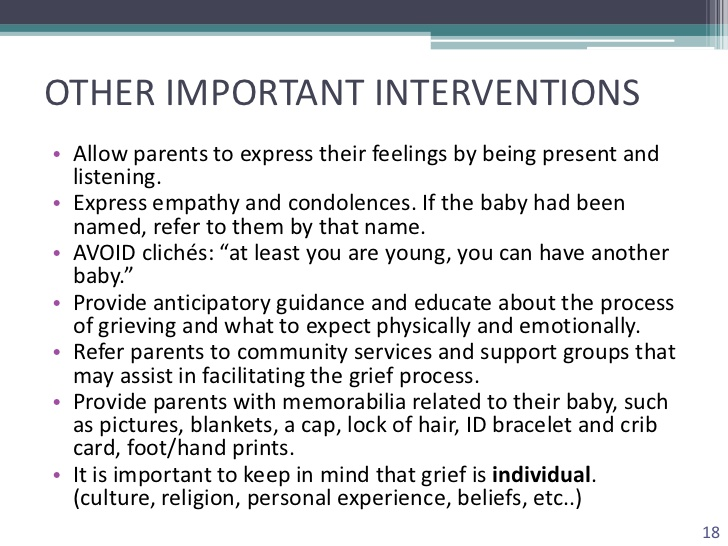 OTHER IMPORTANT INTERVENTIONS
• Allow parents to express their feelings by being present and
listening.
• Express empathy and condolences. If the baby had been
named, refer to them by that name.
• AVOID clichés: “at least you are young, you can have another
baby.”
• Provide anticipatory guidance and educate about the process
of grieving and what to expect physically and emotionally.
• Refer parents to community services and support groups that
may assist in facilitating the grief process.
• Provide parents with memorabilia related to their baby, such
as pictures, blankets, a cap, lock of hair, ID bracelet and crib
card, foot/hand prints.
• It is important to keep in mind that grief is individual.
(culture, religion, personal experience, beliefs, etc..)
18